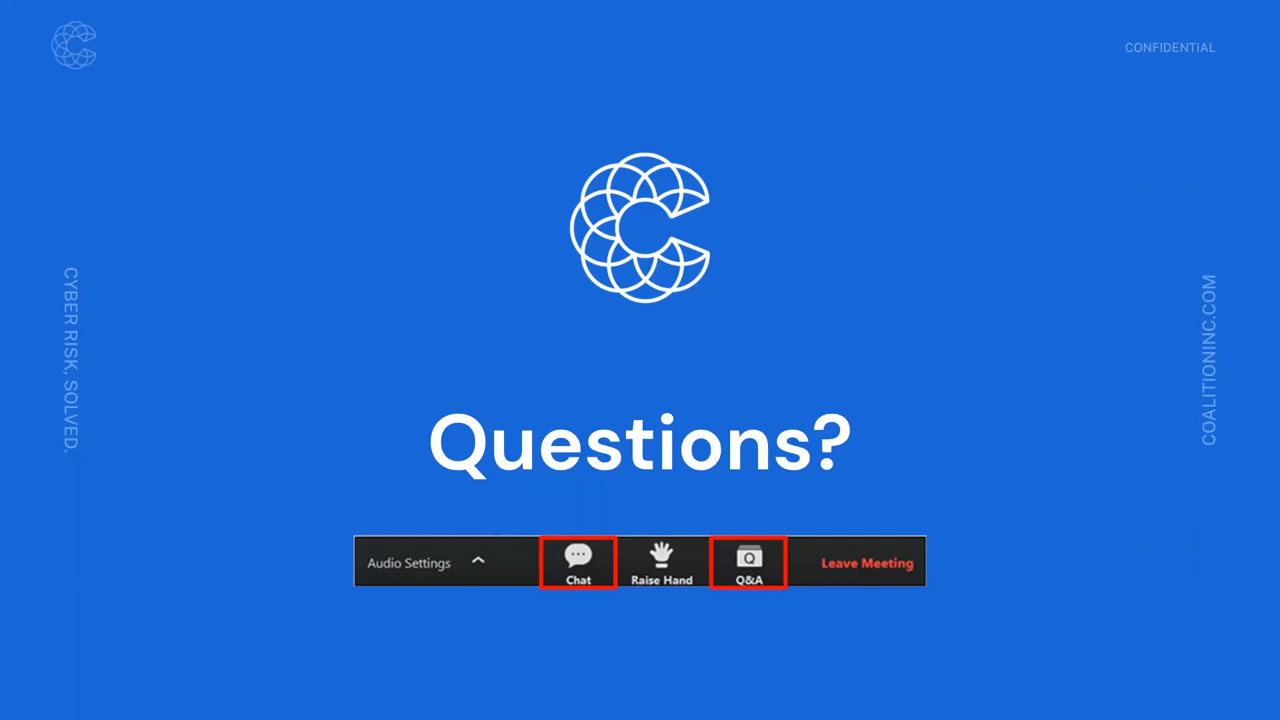 CONFIDENTIAL
CYBER RISK, SOLVED.
COALITIONINC.COM
Questions?
Audio Settings
Chat
Raise Hand
Q
Q&A
Leave Meeting